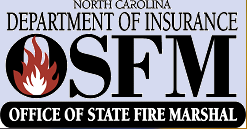 NORTH CAROLINA
DEPARTMENT OF INSURANCE
OSFM
OFFICE OF STATE FIRE MARSHAL